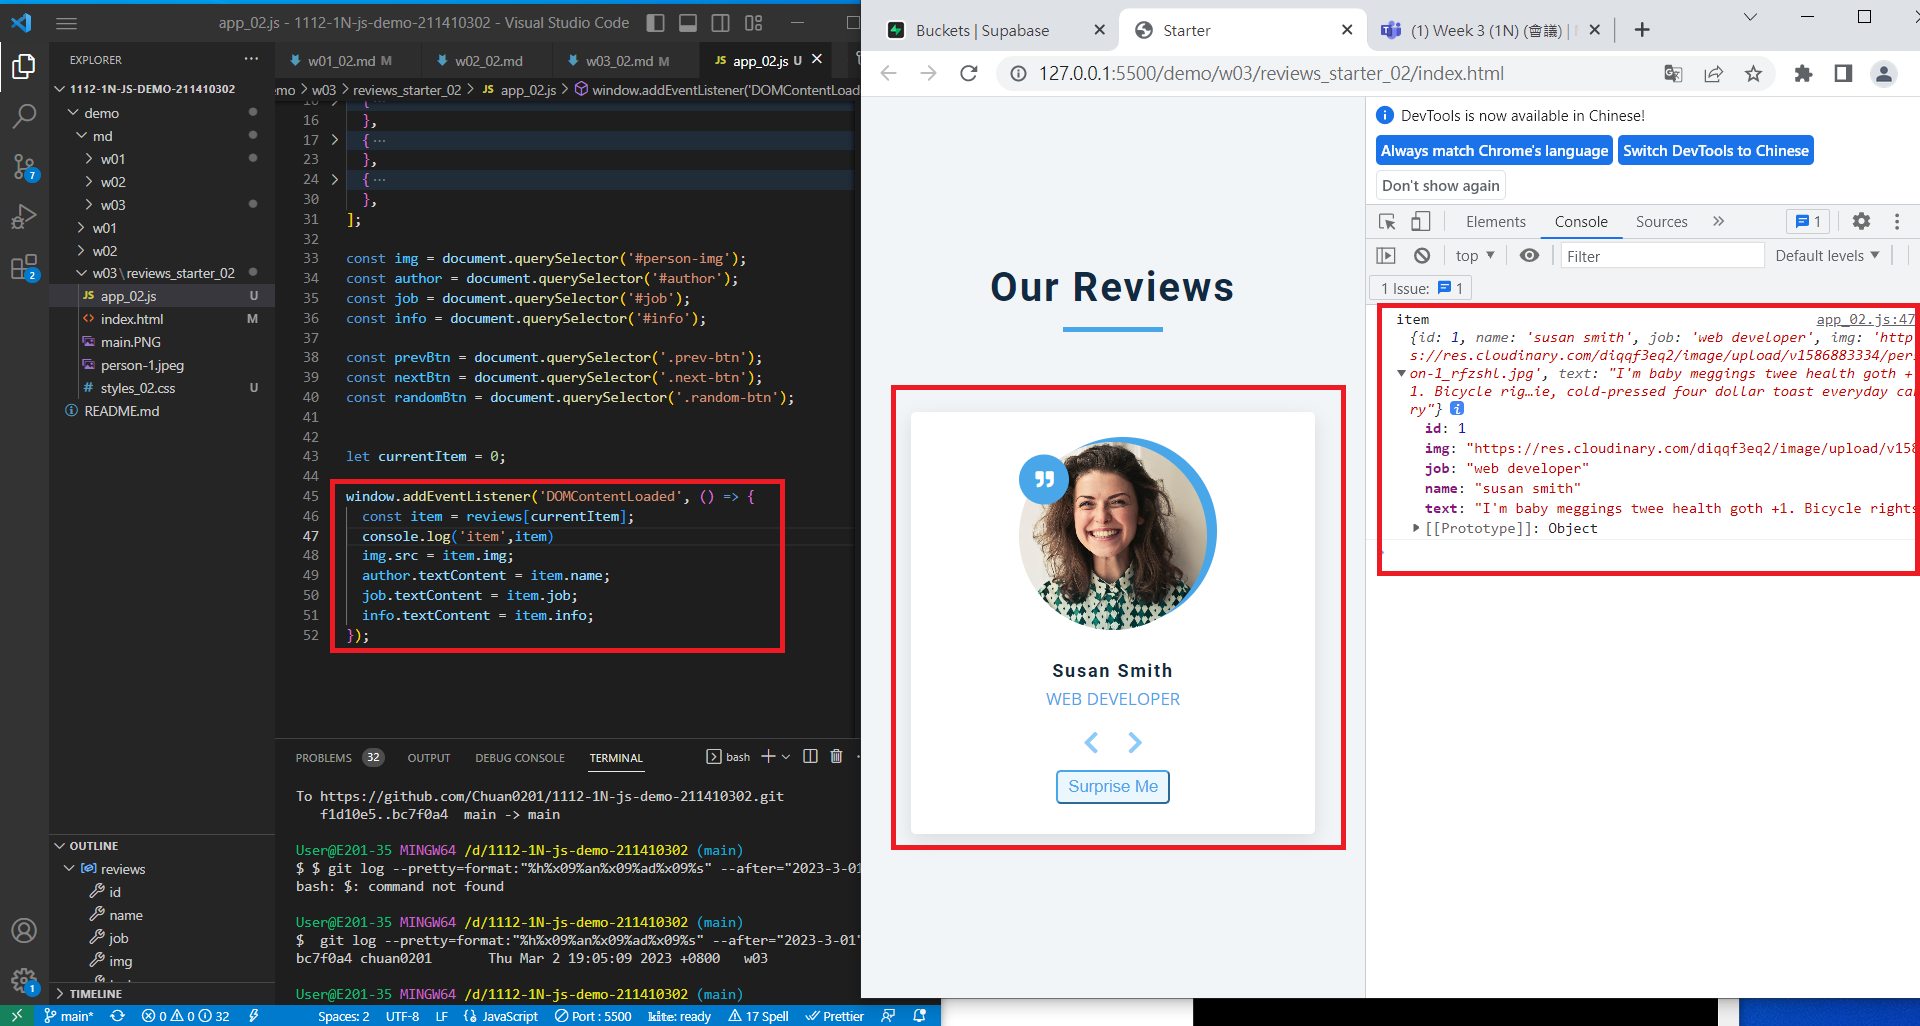 app_02.js - 1112-1N-js-demo-211410302 - Visual Studio Code
EXPLORER
1112-1N-JS-DEMO-211410302
demo
md
w01
w02
w03
w01
w02
w03\reviews_starter_02
JS app_02.js U
<> index.html M
main.PNG
person-1.jpeg
# styles_02.css U
README.md
7
2
1
OUTLINE
reviews
id
name
job
img
TIMELINE
w01_02.md M
w02_02.md
w03_02.md M
JS app_02.js U
emo > w03 > reviews_starter_02 > JS app_02.js > window.addEventListener('DOMContentLoad
16 },
17 { ...
23 },
24 { ...
30 },
31 ];
32
33 const img = document.querySelector('#person-img');
34 const author = document.querySelector('#author');
35 const job = document.querySelector('#job');
36 const info = document.querySelector('#info');
37
38 const prevBtn = document.querySelector('.prev-btn');
39 const nextBtn = document.querySelector('.next-btn');
40 const randomBtn = document.querySelector('.random-btn');
41
42
43 let currentItem = 0;
44
45 window.addEventListener('DOMContentLoaded', () => {
46 const item = reviews[currentItem];
47 console.log('item',item)
48 img.src = item.img;
49 author.textContent = item.name;
50 job.textContent = item.job;
51 info.textContent = item.info;
52 });
PROBLEMS 32 OUTPUT DEBUG CONSOLE TERMINAL
bash
To https://github.com/Chuan0201/1112-1N-js-demo-211410302.git
f1d10e5..bc7f0a4 main -> main
User@E201-35 MINGW64 /d/1112-1N-js-demo-211410302 (main)
$ $ git log --pretty=format:"%h%x09%an%x09%ad%x09%s" --after="2023-3-01
bash: $: command not found
User@E201-35 MINGW64 /d/1112-1N-js-demo-211410302 (main)
$ git log --pretty=format:"%h%x09%an%x09%ad%x09%s" --after="2023-3-01"
bc7f0a4 chuan0201 Thu Mar 2 19:05:09 2023 +0800 w03
User@E201-35 MINGW64 /d/1112-1N-js-demo-211410302 (main)
main* 0 0 32 Spaces: 2 UTF-8 LF JavaScript Port : 5500 kite: ready 17 Spell Prettier
Buckets | Supabase
Starter
(1) Week 3 (1N) (會議) |
127.0.0.1:5500/demo/w03/reviews_starter_02/index.html
Our Reviews
Susan Smith
WEB DEVELOPER
Surprise Me
DevTools is now available in Chinese!
Always match Chrome's language
Switch DevTools to Chinese
Don't show again
Elements Console Sources » 1
top Filter Default levels
1 Issue: 1
item app_02.js:47
{id: 1, name: 'susan smith', job: 'web developer', img: 'http
s://res.cloudinary.com/diqqf3eq2/image/upload/v1586883334/per
on-1_rfzshl.jpg', text: "I'm baby meggings twee health goth +
1. Bicycle rig…ie, cold-pressed four dollar toast everyday ca
ry"}
id: 1
img: "https://res.cloudinary.com/diqqf3eq2/image/upload/v158
job: "web developer"
name: "susan smith"
text: "I'm baby meggings twee health goth +1. Bicycle rights
[[Prototype]]: Object